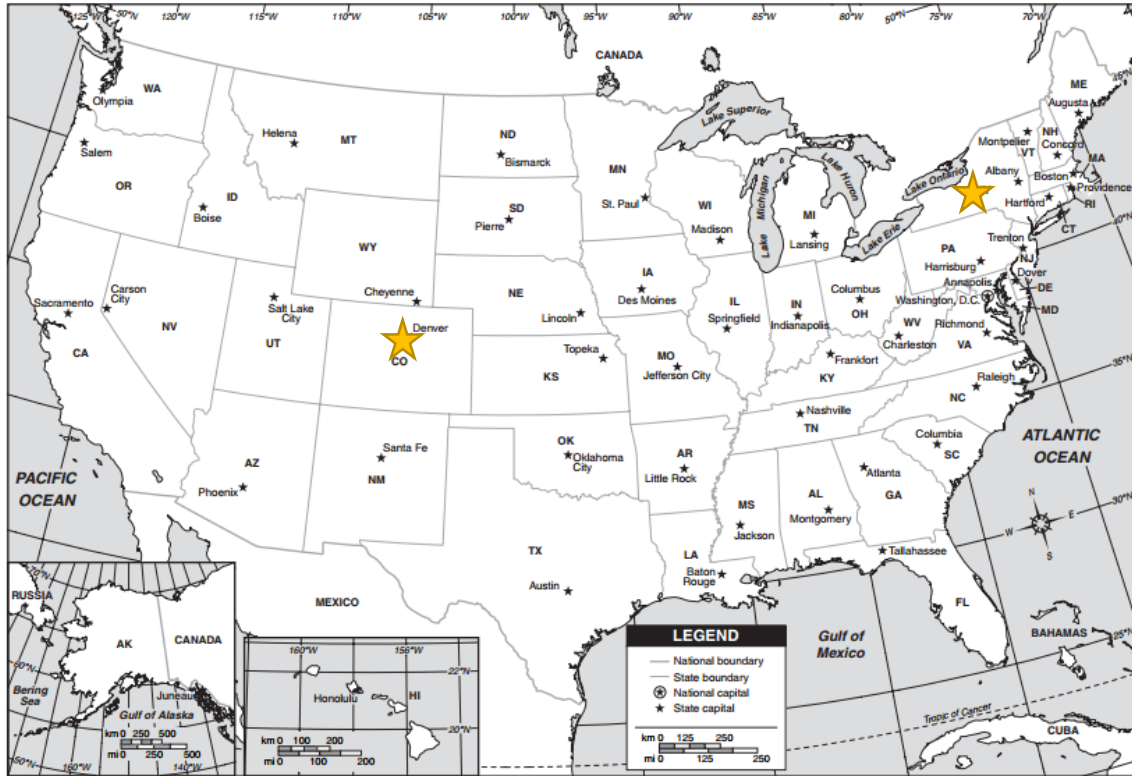 125°W
50°N
120°W
115°W
110°W
105°W
100°W
95°W
90°W
85°W
80°W
50°N
75°W
70°W
45°N
CANADA
WA
Olympia
Salem
OR
Helena
MT
ID
Boise
ND
Bismarck
SD
Pierre
WY
Cheyenne
MN
St. Paul
WI
Madison
Lake Superior
Lake Michigan
Lake Huron
MI
Lansing
Lake Erie
Lake Ontario
ME
Augusta
Montpelier
VT
NH
Concord
MA
Albany
Boston
Providence
Hartford
RI
CT
40°N
PA
Harrisburg
Trenton
NJ
Annapolis
Dover
Washington, D.C.
DE
MD
Sacramento
CA
Carson
City
NV
Salt Lake
City
UT
Denver
CO
NE
Lincoln
IA
Des Moines
IL
Springfield
IN
Indianapolis
Columbus
OH
WV
Charleston
Richmond
VA
Topeka
KS
MO
Jefferson City
Frankfort
KY
Raleigh
NC
35°N
Nashville
TN
Columbia
SC
ATLANTIC
OCEAN
PACIFIC
OCEAN
AZ
Phoenix
Santa Fe
NM
OK
Oklahoma
City
AR
Little Rock
MS
Jackson
AL
Montgomery
Atlanta
GA
30°N
N
E
W
S
TX
Austin
LA
Baton
Rouge
Tallahassee
FL
MEXICO
Gulf of
Mexico
BAHAMAS
25°N
Tropic of Cancer
CUBA
70°N
RUSSIA
AK
CANADA
60°N
Bering
Sea
Juneau
Gulf of Alaska
km 0 250 500
mi 0 250 500
50°N
160°W
140°W
160°W
155°W
22°N
Honolulu
HI
20°N
km 0 100 200
mi 0 100 200
LEGEND
National boundary
State boundary
National capital
State capital
km 0 125 250
mi 0 125 250